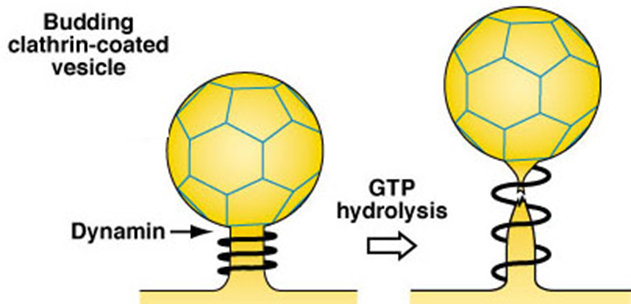 Budding
clathrin-coated
vesicle
Dynamin
GTP
hydrolysis